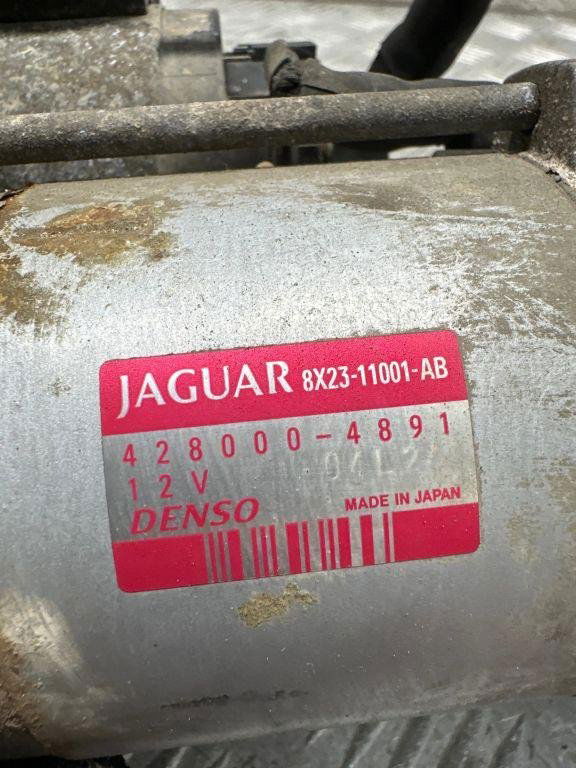 JAGUAR 8X23-11001-AB
428000-4891
12V
DENSO MADE IN JAPAN